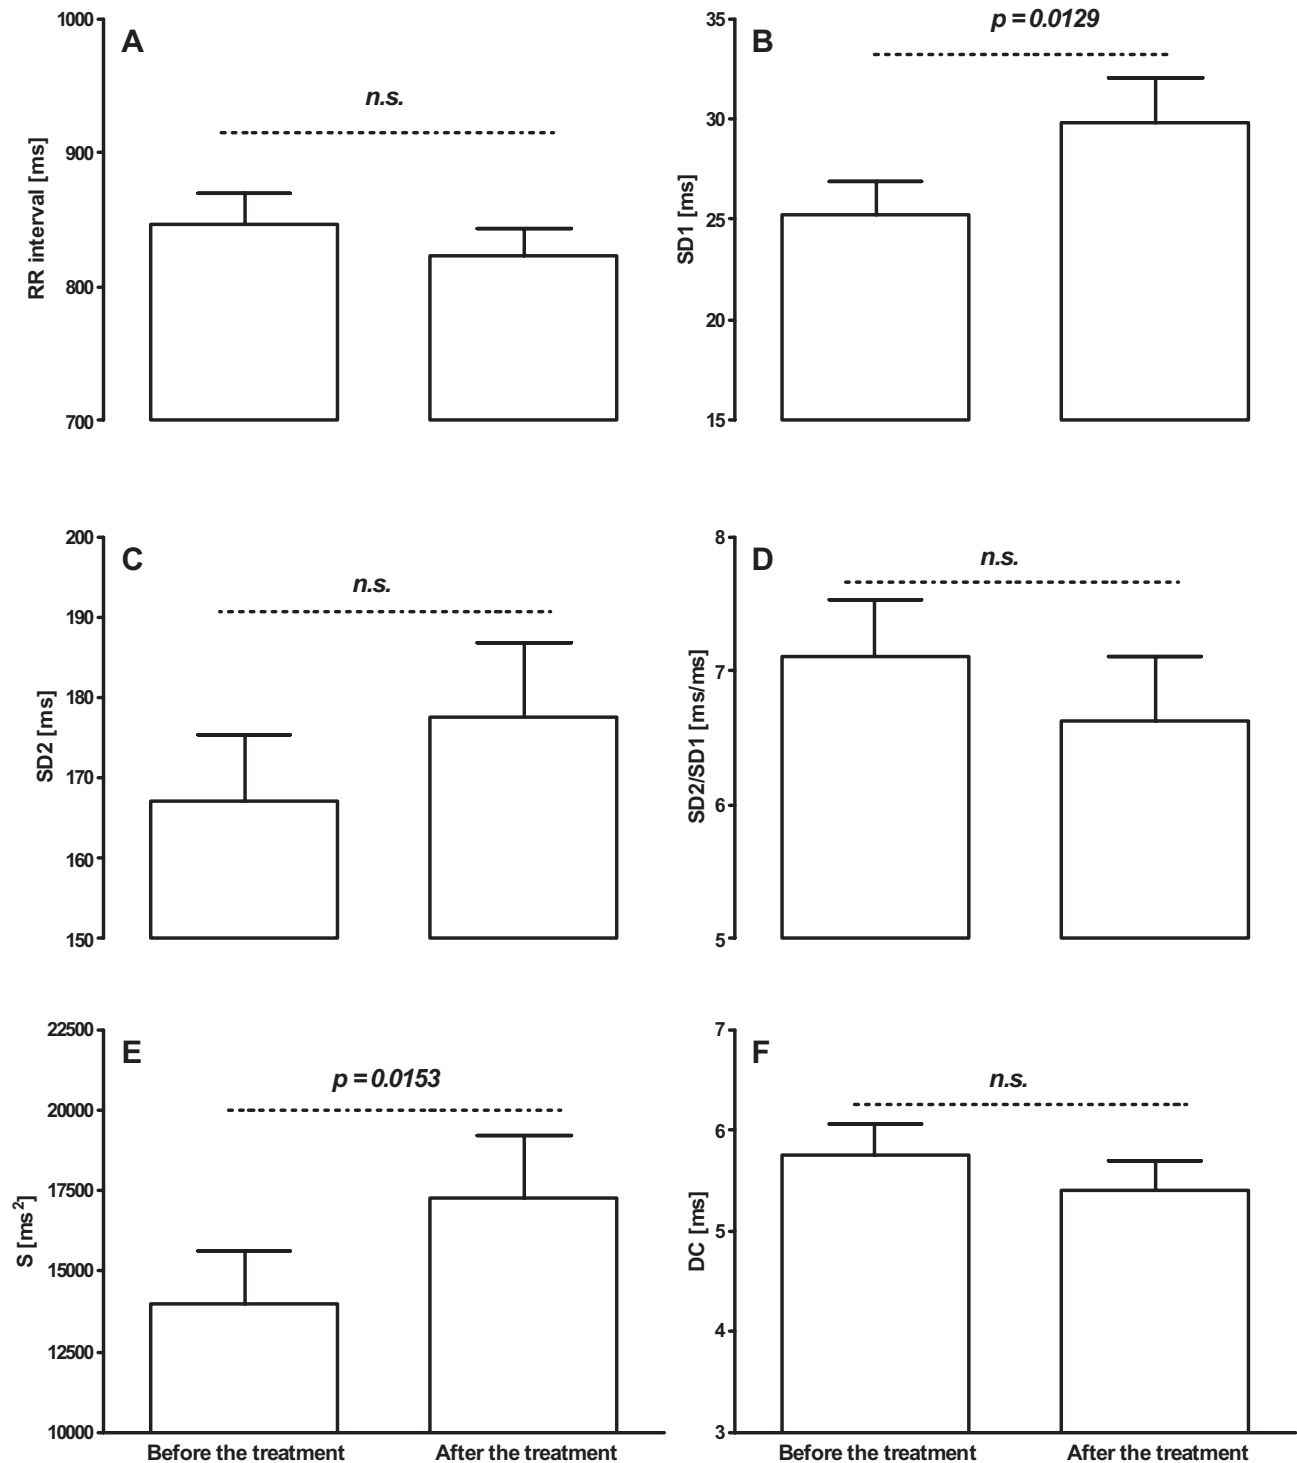 1000
A
n.s.
900
RR interval [ms]
800
700
p = 0.0129
35
B
30
SD1 [ms]
25
20
15
200
C
n.s.
190
SD2 [ms]
180
170
160
150
8
D
n.s.
7
SD2/SD1 [ms/ms]
6
5
22500
E
p = 0.0153
20000
17500
S [ms²]
15000
12500
10000
Before the treatment After the treatment
7
F
n.s.
6
DC [ms]
5
4
3
Before the treatment After the treatment